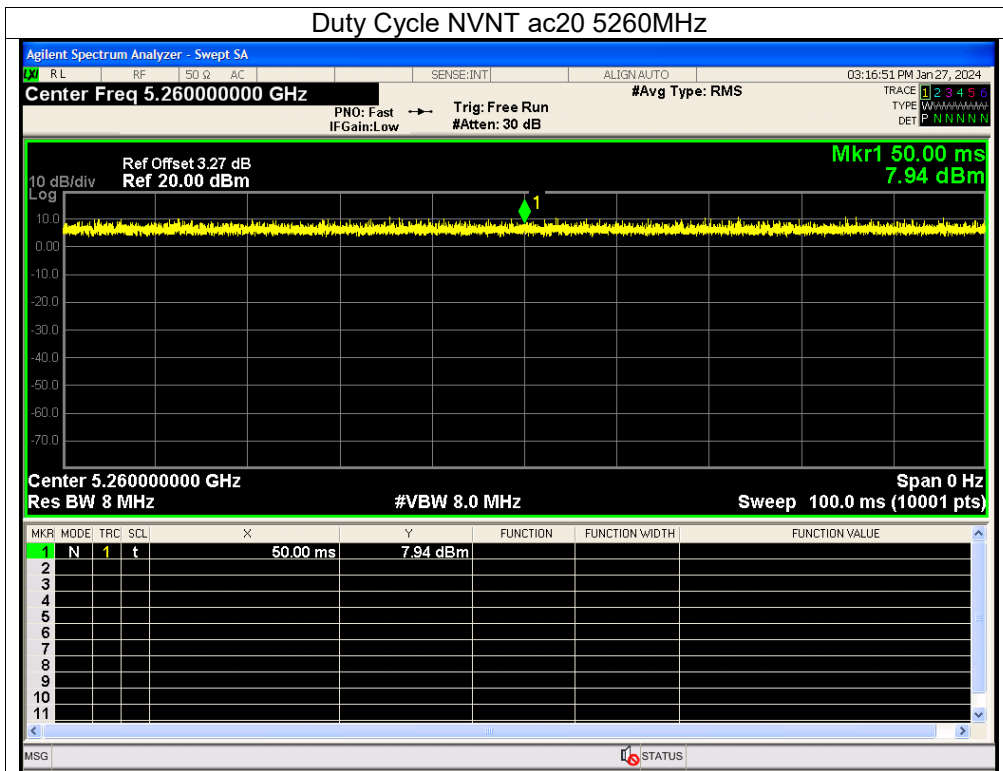 Duty Cycle NVNT ac20 5260MHz
Agilent Spectrum Analyzer - Swept SA
LXI RL RF 50 Ω AC SENSE:INT ALIGN AUTO 03:16:51 PM Jan 27, 2024
Center Freq 5.260000000 GHz #Avg Type: RMS TRACE 1 2 3 4 5 6
PNO: Fast Trig: Free Run TYPE WWWWWW
IFGain:Low #Atten: 30 dB DET P N N N N N
Mkr1 50.00 ms
Ref Offset 3.27 dB
10 dB/div Ref 20.00 dBm 7.94 dBm
Log
1
10.0
0.00
-10.0
-20.0
-30.0
-40.0
-50.0
-60.0
-70.0
Center 5.260000000 GHz Span 0 Hz
Res BW 8 MHz #VBW 8.0 MHz Sweep 100.0 ms (10001 pts)
MKR MODE TRC SCL X Y FUNCTION FUNCTION WIDTH FUNCTION VALUE
1 N 1 t 50.00 ms 7.94 dBm
2
3
4
5
6
7
8
9
10
11
MSG STATUS